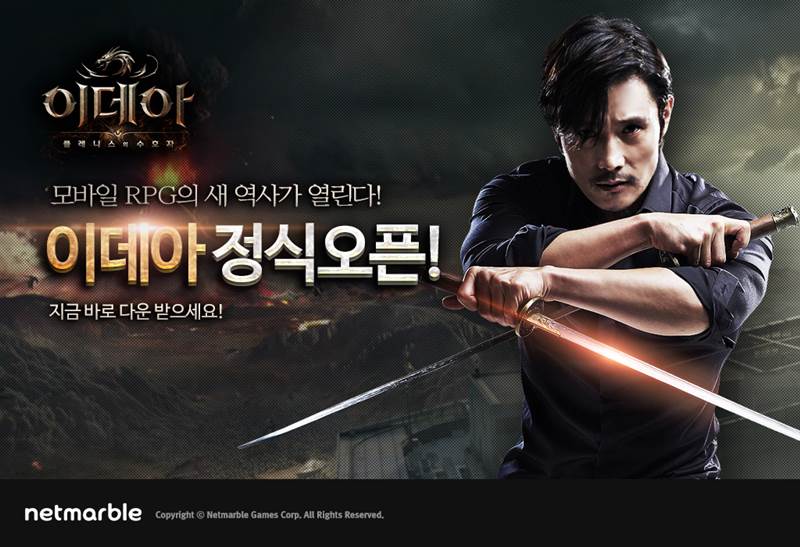 이데아
플레니스의 수호자
모바일 RPG의 새 역사가 열린다!
이데아 정식오픈!
지금 바로 다운 받으세요!
netmarble
Copyright © Netmarble Games Corp. All Rights Reserved.